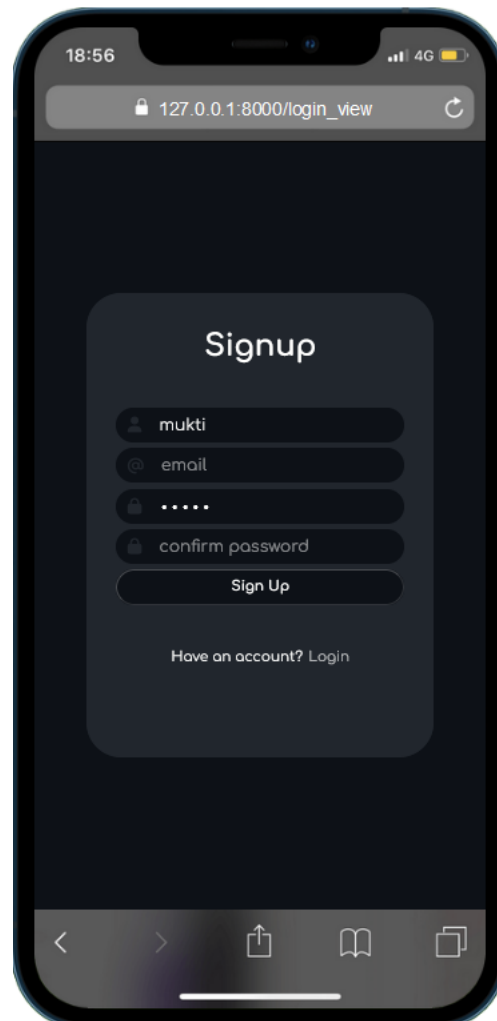 18:56 4G
127.0.0.1:8000/login_view
Signup
mukti
email
•••••
confirm password
Sign Up
Have an account? Login